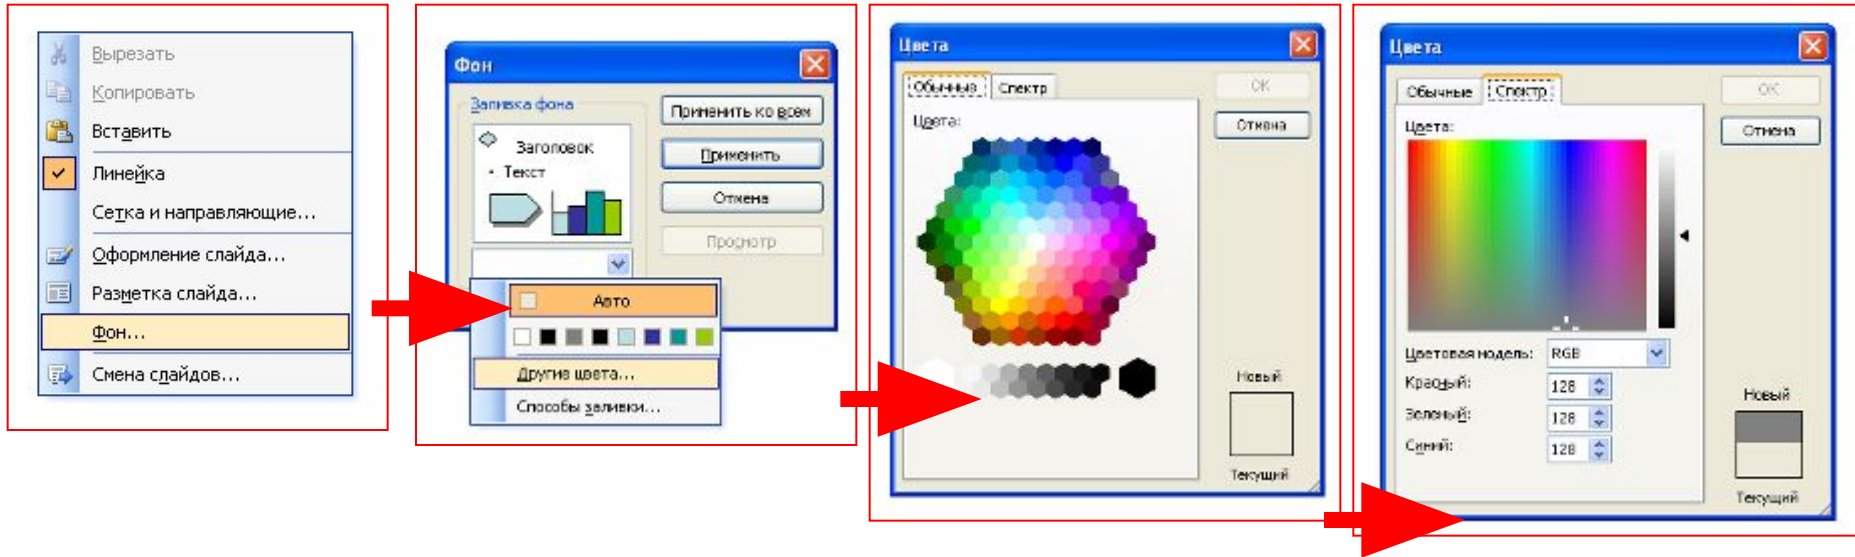 Вырезать
Копировать
Вставить
Линейка
Сетка и направляющие...
Оформление слайда...
Разметка слайда...
Фон...
Смена слайдов...
Фон
Заливка фона
Заголовок
• Текст
Применить ко всем
Применить
Отмена
Просмотр
Авто
Другие цвета...
Способы заливки...
Цвета
Обычные Спектр
Цвета:
ОК
Отмена
Новый
Текущий
Цвета
Обычные Спектр
Цвета:
ОК
Отмена
Цветовая модель: RGB
Красный: 128
Зеленый: 128
Синий: 128
Новый
Текущий